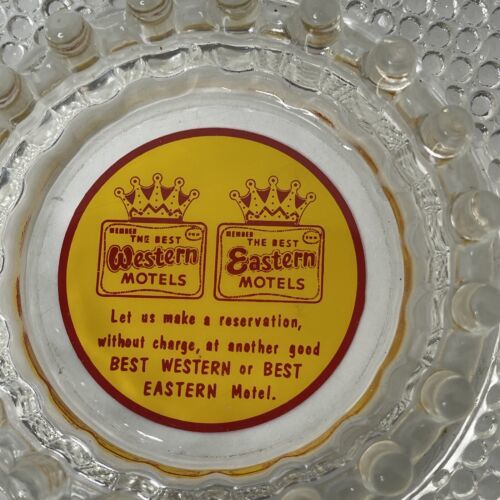 MEMBER
THE BEST
Western
MOTELS
MEMBER
THE BEST
Eastern
MOTELS
Let us make a reservation,
without charge, at another good
BEST WESTERN or BEST
EASTERN Motel.